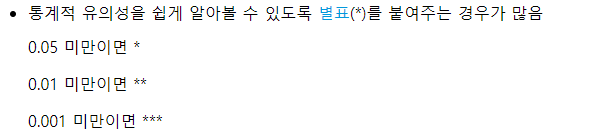 • 통계적 유의성을 쉽게 알아볼 수 있도록 별표(*)를 붙여주는 경우가 많음
0.05 미만이면 *
0.01 미만이면 **
0.001 미만이면 ***